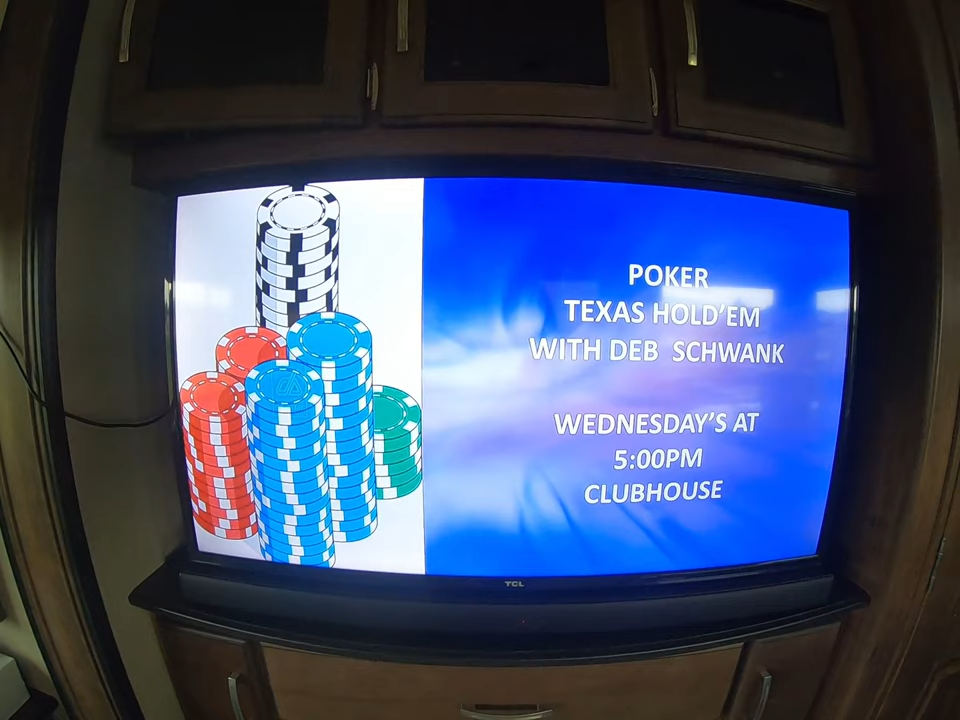 POKER
TEXAS HOLD'EM
WITH DEB SCHWANK
WEDNESDAY'S AT
5:00PM
CLUBHOUSE
TCL